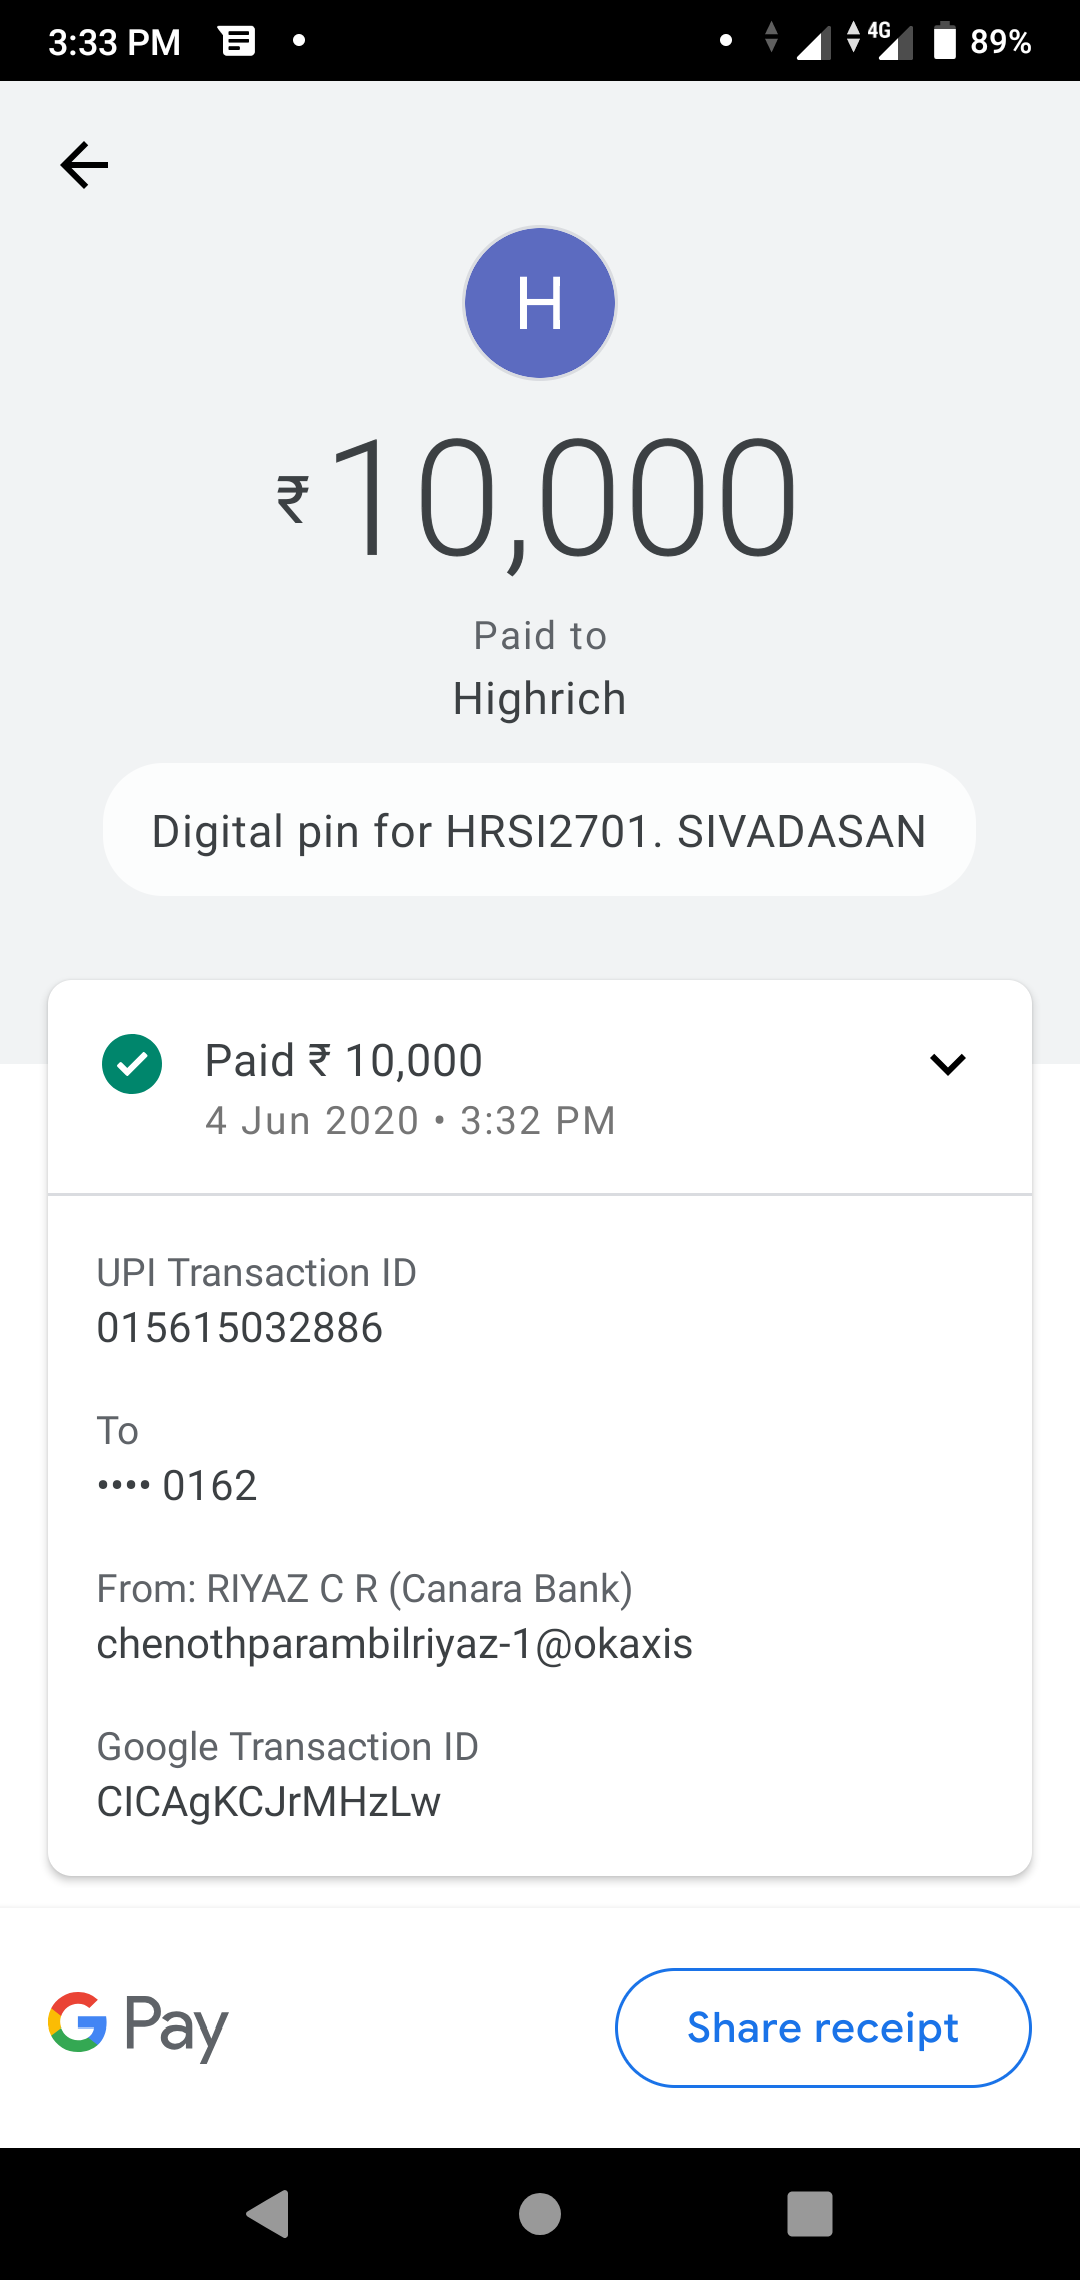 3:33 PM
4G
89%
H
₹10,000
Paid to
Highrich
Digital pin for HRSI2701. SIVADASAN
Paid ₹ 10,000
4 Jun 2020 • 3:32 PM
UPI Transaction ID
015615032886
To
•••• 0162
From: RIYAZ C R (Canara Bank)
chenothparambilriyaz-1@okaxis
Google Transaction ID
CICAgKCJrMHzLw
G Pay
Share receipt